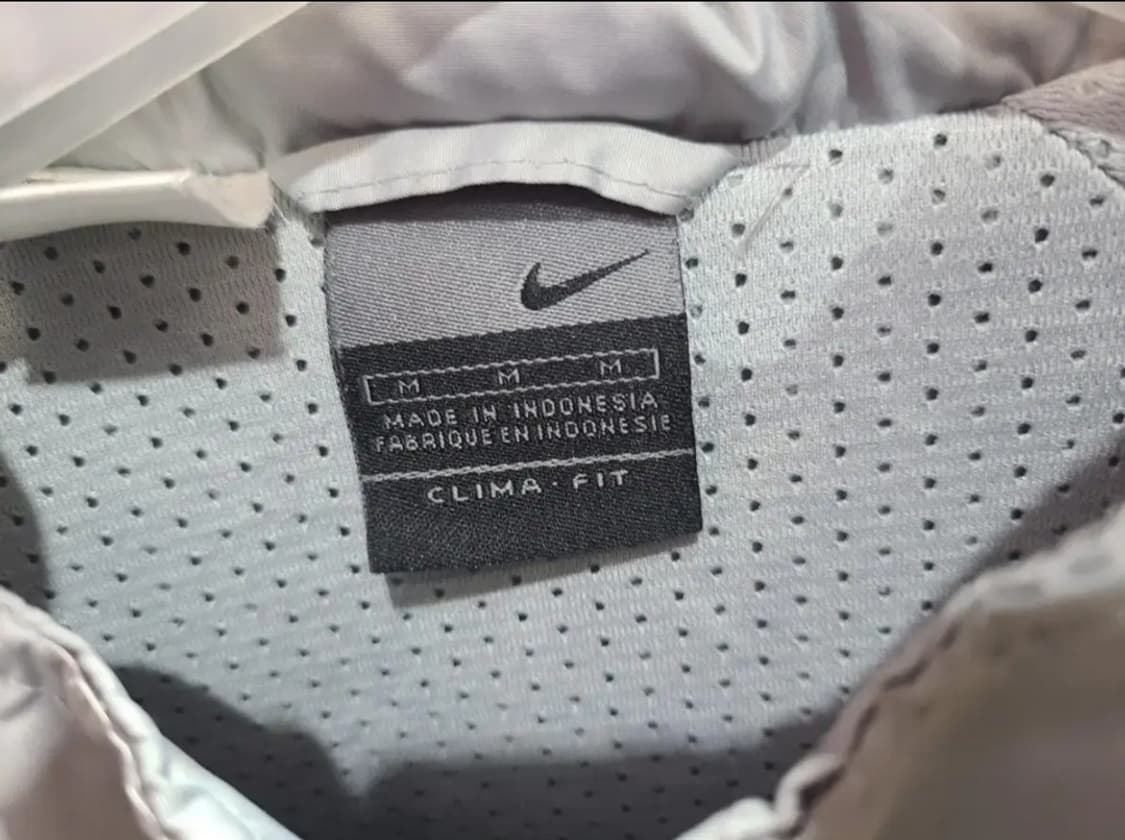 M M M
MADE IN INDONESIA
FABRIQUE EN INDONESIE
CLIMA · FIT